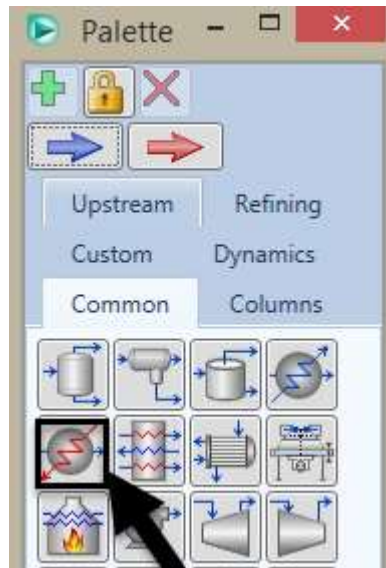 Palette
Upstream Refining
Custom Dynamics
Common Columns